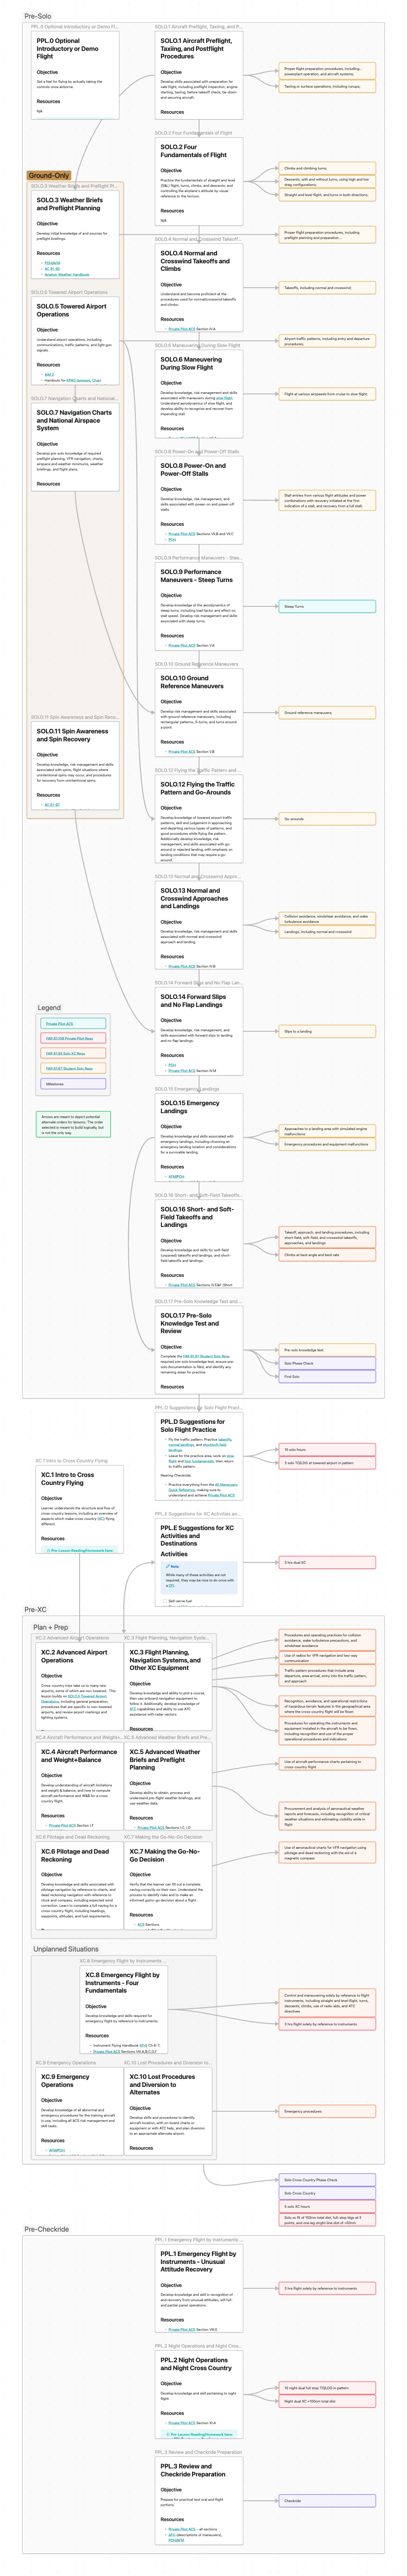 Pre-Solo
PPL.0 Optional Introductory or Demo Fl...
PPL.0 Optional
Introductory or Demo
Flight
Objective
Get a feel for flying by actually taking the
controls once airborne.
Resources
N/A
SOLO.1 Aircraft Preflight, Taxiing, and P...
SOLO.1 Aircraft Preflight,
Taxiing, and Postflight
Procedures
Objective
Develop skills associated with preparation for
safe flight, including preflight inspection, engine
starting, taxiing, before takeoff check, tie down
and securing aircraft.
Resources
Proper flight preparation procedures, including...
powerplant operation, and aircraft systems;
Taxiing or surface operations, including runups;
SOLO.2 Four Fundamentals of Flight
SOLO.2 Four
Fundamentals of Flight
Objective
Practice the fundamentals of straight and level
(S&L) flight, turns, climbs, and descents, and
controlling the airplane's attitude by visual
reference to the horizon.
Resources
N/A
Climbs and climbing turns;
Descents, with and without turns, using high and low
drag configurations;
Straight and level flight, and turns in both directions;
Ground-Only
SOLO.3 Weather Briefs and Preflight Pl...
SOLO.3 Weather Briefs
and Preflight Planning
Objective
Develop initial knowledge of and sources for
preflight briefings.
Resources
POH/AFM
AC 91-92
Aviation Weather Handbook
Proper flight preparation procedures, including
preflight planning and preparation...
SOLO.4 Normal and Crosswind Takeoff...
SOLO.4 Normal and
Crosswind Takeoffs and
Climbs
Objective
Understand and become proficient at the
procedures used for normal/crosswind takeoffs
and climbs.
Resources
Private Pilot ACS Section IV.A
Takeoffs, including normal and crosswind;
SOLO.5 Towered Airport Operations
SOLO.5 Towered Airport
Operations
Objective
Understand airport operations, including
communications, traffic patterns, and light gun
signals.
Resources
AIM 2
Handouts for KPAO taxiways, Chart
Airport traffic patterns, including entry and departure
procedures;
SOLO.6 Maneuvering During Slow Flight
SOLO.6 Maneuvering
During Slow Flight
Objective
Develop knowledge, risk management and skills
associated with maneuvers during slow flight.
Understand aerodynamics of slow flight, and
develop ability to recognize and recover from
impending stall.
Resources
Flight at various airspeeds from cruise to slow flight;
SOLO.7 Navigation Charts and National...
SOLO.7 Navigation Charts
and National Airspace
System
Objective
Develop pre-solo knowledge of required
preflight planning, VFR navigation, charts,
airspace and weather minimums, weather
briefings, and flight plans.
Resources
SOLO.8 Power-On and Power-Off Stalls
SOLO.8 Power-On and
Power-Off Stalls
Objective
Develop knowledge, risk management, and
skills associated with power-on and power-off
stalls.
Resources
Private Pilot ACS Sections VII.B and VII.C
POH
Stall entries from various flight attitudes and power
combinations with recovery initiated at the first
indication of a stall, and recovery from a full stall;
SOLO.9 Performance Maneuvers - Stee...
SOLO.9 Performance
Maneuvers - Steep Turns
Objective
Develop knowledge of the aerodynamics of
steep turns, including load factor and effect on
stall speed. Develop risk management and
skills associated with steep turns.
Resources
Private Pilot ACS Section V.A
Steep Turns
SOLO.10 Ground Reference Maneuvers
SOLO.10 Ground
Reference Maneuvers
Objective
Develop risk management and skills associated
with ground reference maneuvers, including
rectangular patterns, S-turns, and turns around
a point.
Resources
Private Pilot ACS Section V.B
Ground reference maneuvers;
SOLO.11 Spin Awareness and Spin Reco...
SOLO.11 Spin Awareness
and Spin Recovery
Objective
Develop knowledge, risk management, and skills
associated with spins, flight situations where
unintentional spins may occur, and procedures
for recovery from unintentional spins.
Resources
AC 61-67
SOLO.12 Flying the Traffic Pattern and ...
SOLO.12 Flying the Traffic
Pattern and Go-Arounds
Objective
Develop knowledge of towered airport traffic
patterns, skill and judgement in approaching
and departing various types of patterns, and
good procedures while flying the pattern.
Additionally develop knowledge, risk
management, and skills associated with go-
around or rejected landing, with emphasis on
landing conditions that may require a go-
around.
Go-arounds
SOLO.13 Normal and Crosswind Appro...
SOLO.13 Normal and
Crosswind Approaches
and Landings
Objective
Develop knowledge, risk management and skills
associated with normal and crosswind
approach and landing.
Resources
Private Pilot ACS Section IV.B
Collision avoidance, windshear avoidance, and wake
turbulence avoidance
Landings, including normal and crosswind
SOLO.14 Forward Slips and No Flap Lan...
SOLO.14 Forward Slips
and No Flap Landings
Objective
Develop knowledge, risk management, and
skills associated with forward slips to landing
and no flap landings.
Resources
POH
Private Pilot ACS Section IV.M
Slips to a landing
Legend
Private Pilot ACS
FAR 61.109 Private Pilot Reqs
FAR 61.93 Solo XC Reqs
FAR 61.87 Student Solo Reqs
Milestones
Arrows are meant to depict potential
alternate orders for lessons. The order
selected is meant to build logically, but
is not the only way.
SOLO.15 Emergency Landings
SOLO.15 Emergency
Landings
Objective
Develop knowledge and skills associated with
emergency landings, including choosing an
emergency landing location and considerations
for a survivable landing.
Resources
AFM/POH
Approaches to a landing area with simulated engine
malfunctions
Emergency procedures and equipment malfunctions
SOLO.16 Short- and Soft-Field Takeoffs...
SOLO.16 Short- and Soft-
Field Takeoffs and
Landings
Objective
Develop knowledge and skills for soft-field
(unpaved) takeoffs and landings, and short-
field takeoffs and landings.
Resources
Private Pilot ACS Sections IV.E&F (Short
Takeoff, approach, and landing procedures, including
short-field, soft-field, and crosswind takeoffs,
approaches, and landings
Climbs at best angle and best rate
SOLO.17 Pre-Solo Knowledge Test and ...
SOLO.17 Pre-Solo
Knowledge Test and
Review
Objective
Complete the FAR 61.87 Student Solo Reqs
required pre-solo knowledge test, ensure pre-
solo documentation is filed, and identify any
remaining areas for practice.
Resources
Pre-solo knowledge test
Solo Phase Check
First Solo
PPL.D Suggestions for Solo Flight Pract...
PPL.D Suggestions for
Solo Flight Practice
Fly the traffic pattern. Practice takeoffs,
normal landings, and short/soft field
landings
Leave for the practice area, work on slow
flight and four fundamentals, then return
to traffic pattern.
Nearing Checkride:
Practice everything from the All Maneuvers
Quick Reference, making sure to
understand and achieve Private Pilot ACS
10 solo hours
3 solo TO/LDG at towered airport in pattern
XC.1 Intro to Cross Country Flying
XC.1 Intro to Cross
Country Flying
Objective
Learner understands the structure and flow of
cross country lessons, including an overview of
aspects which make cross country (XC) flying
different.
Resources
Pre-Lesson Reading/Homework here:
PPL.E Suggestions for XC Activities an...
PPL.E Suggestions for XC
Activities and
Destinations
Activities
Note
While many of these activities are not
required, they may be nice to do once with
a CFI.
Self-serve fuel
3 hrs dual XC
Pre-XC
Plan + Prep
XC.2 Advanced Airport Operations
XC.2 Advanced Airport
Operations
Objective
Cross country trips take us to many new
airports, some of which are non-towered. This
lesson builds on SOLO.5 Towered Airport
Operations, including general preparation,
procedures that are specific to non-towered
airports, and review airport markings and
lighting systems.
XC.3 Flight Planning, Navigation Syste...
XC.3 Flight Planning,
Navigation Systems, and
Other XC Equipment
Objective
Develop knowledge and ability to plot a course,
then use onboard navigation equipment to
follow it. Additionally, develop knowledge of
ATC capabilities and ability to use ATC
assistance with radar vectors.
Resources
Procedures and operating practices for collision
avoidance, wake turbulence precautions, and
windshear avoidance
Use of radios for VFR navigation and two-way
communication
Traffic pattern procedures that include area
departure, area arrival, entry into the traffic pattern,
and approach
Recognition, avoidance, and operational restrictions
of hazardous terrain features in the geographical area
where the cross country flight will be flown
Procedures for operating the instruments and
equipment installed in the aircraft to be flown,
including recognition and use of the proper
operational procedures and indications
XC.4 Aircraft Performance and Weight+...
XC.4 Aircraft Performance
and Weight+Balance
Objective
Develop understanding of aircraft limitations
and weight & balance, and how to compute
aircraft performance and W&B for a cross
country flight.
Resources
Private Pilot ACS Section I.F
XC.5 Advanced Weather Briefs and Pre...
XC.5 Advanced Weather
Briefs and Preflight
Planning
Objective
Develop ability to obtain, process and
understand pre-flight weather briefings, and
use weather data.
Resources
Private Pilot ACS Sections I.C, I.D
Use of aircraft performance charts pertaining to
cross-country flight
Procurement and analysis of aeronautical weather
reports and forecasts, including recognition of critical
weather situations and estimating visibility while in
flight
XC.6 Pilotage and Dead Reckoning
XC.6 Pilotage and Dead
Reckoning
Objective
Develop knowledge and skills associated with
pilotage navigation by reference to charts, and
dead reckoning navigation with reference to
clock and compass, including expected wind
correction. Learn to complete a full navlog for a
cross country flight, including headings,
waypoints, altitudes, and fuel requirements.
XC.7 Making the Go-No-Go Decision
XC.7 Making the Go-No-
Go Decision
Objective
Verify that the learner can fill out a complete
navlog correctly on their own. Understand the
process to identify risks and to make an
informed go/no-go decision about a flight.
Resources
ACS Sections
Use of aeronautical charts for VFR navigation using
pilotage and dead reckoning with the aid of a
magnetic compass
Unplanned Situations
XC.8 Emergency Flight by Instruments ...
XC.8 Emergency Flight by
Instruments - Four
Fundamentals
Objective
Develop knowledge and skills required for
emergency flight by reference to instruments.
Resources
Instrument Flying Handbook (IFH) Ch 6-7;
Private Pilot ACS Sections VIII.A,B,C,D,F
Control and maneuvering solely by reference to flight
instruments, including straight and level flight, turns,
descents, climbs, use of radio aids, and ATC
directives
3 hrs flight solely by reference to instruments
XC.9 Emergency Operations
XC.9 Emergency
Operations
Objective
Develop knowledge of all abnormal and
emergency procedures for the training aircraft
in use, including all ACS risk management and
skill tasks.
Resources
AFM/POH
XC.10 Lost Procedures and Diversion to...
XC.10 Lost Procedures
and Diversion to
Alternates
Objective
Develop skills and procedures to identify
aircraft location, with on-board charts or
equipment or with ATC help, and plan diversion
to an appropriate alternate airport.
Resources
Emergency procedures
Solo Cross Country Phase Check
Solo Cross Country
5 solo XC hours
Solo xc flt of 150nm total dist, full-stop ldgs at 3
points, and one leg stright-line dist of >50nm
Pre-Checkride
PPL.1 Emergency Flight by Instruments ...
PPL.1 Emergency Flight by
Instruments - Unusual
Attitude Recovery
Objective
Develop knowledge and skill in recognition of
and recovery from unusual attitudes, with full-
and partial-panel operations.
Resources
Private Pilot ACS Section VIII.E
3 hrs flight solely by reference to instruments
PPL.2 Night Operations and Night Cros...
PPL.2 Night Operations
and Night Cross Country
Objective
Develop knowledge and skill pertaining to night
flight.
Resources
Private Pilot ACS Section XI.A
Pre-Lesson Reading/Homework here:
10 night dual full stop TO/LDG in pattern
Night dual XC >100nm total dist
PPL.3 Review and Checkride Preparation
PPL.3 Review and
Checkride Preparation
Objective
Prepare for practical test oral and flight
portions.
Resources
Private Pilot ACS - all sections
AFH (descriptions of maneuvers),
POH/AFM
Checkride